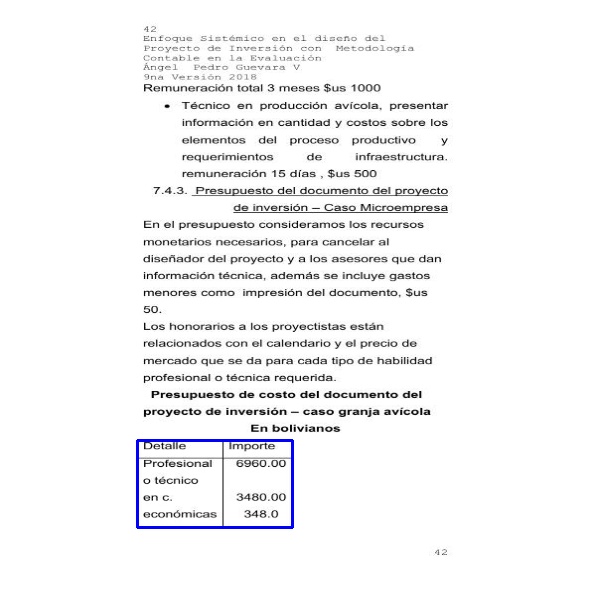 42
Enfoque Sistémico en el diseño del
Proyecto de Inversión con Metodología
Contable en la Evaluación
Ángel Pedro Guevara V
9na Versión 2018
Remuneración total 3 meses $us 1000
• Técnico en producción avícola, presentar
información en cantidad y costos sobre los
elementos del proceso productivo y
requerimientos de infraestructura.
remuneración 15 días , $us 500
7.4.3. Presupuesto del documento del proyecto
de inversión – Caso Microempresa
En el presupuesto consideramos los recursos
monetarios necesarios, para cancelar al
diseñador del proyecto y a los asesores que dan
información técnica, además se incluye gastos
menores como impresión del documento, $us
50.
Los honorarios a los proyectistas están
relacionados con el calendario y el precio de
mercado que se da para cada tipo de habilidad
profesional o técnica requerida.
Presupuesto de costo del documento del
proyecto de inversión – caso granja avícola
En bolivianos
Detalle Importe
Profesional 6960.00
o técnico
en c. 3480.00
económicas 348.0
42